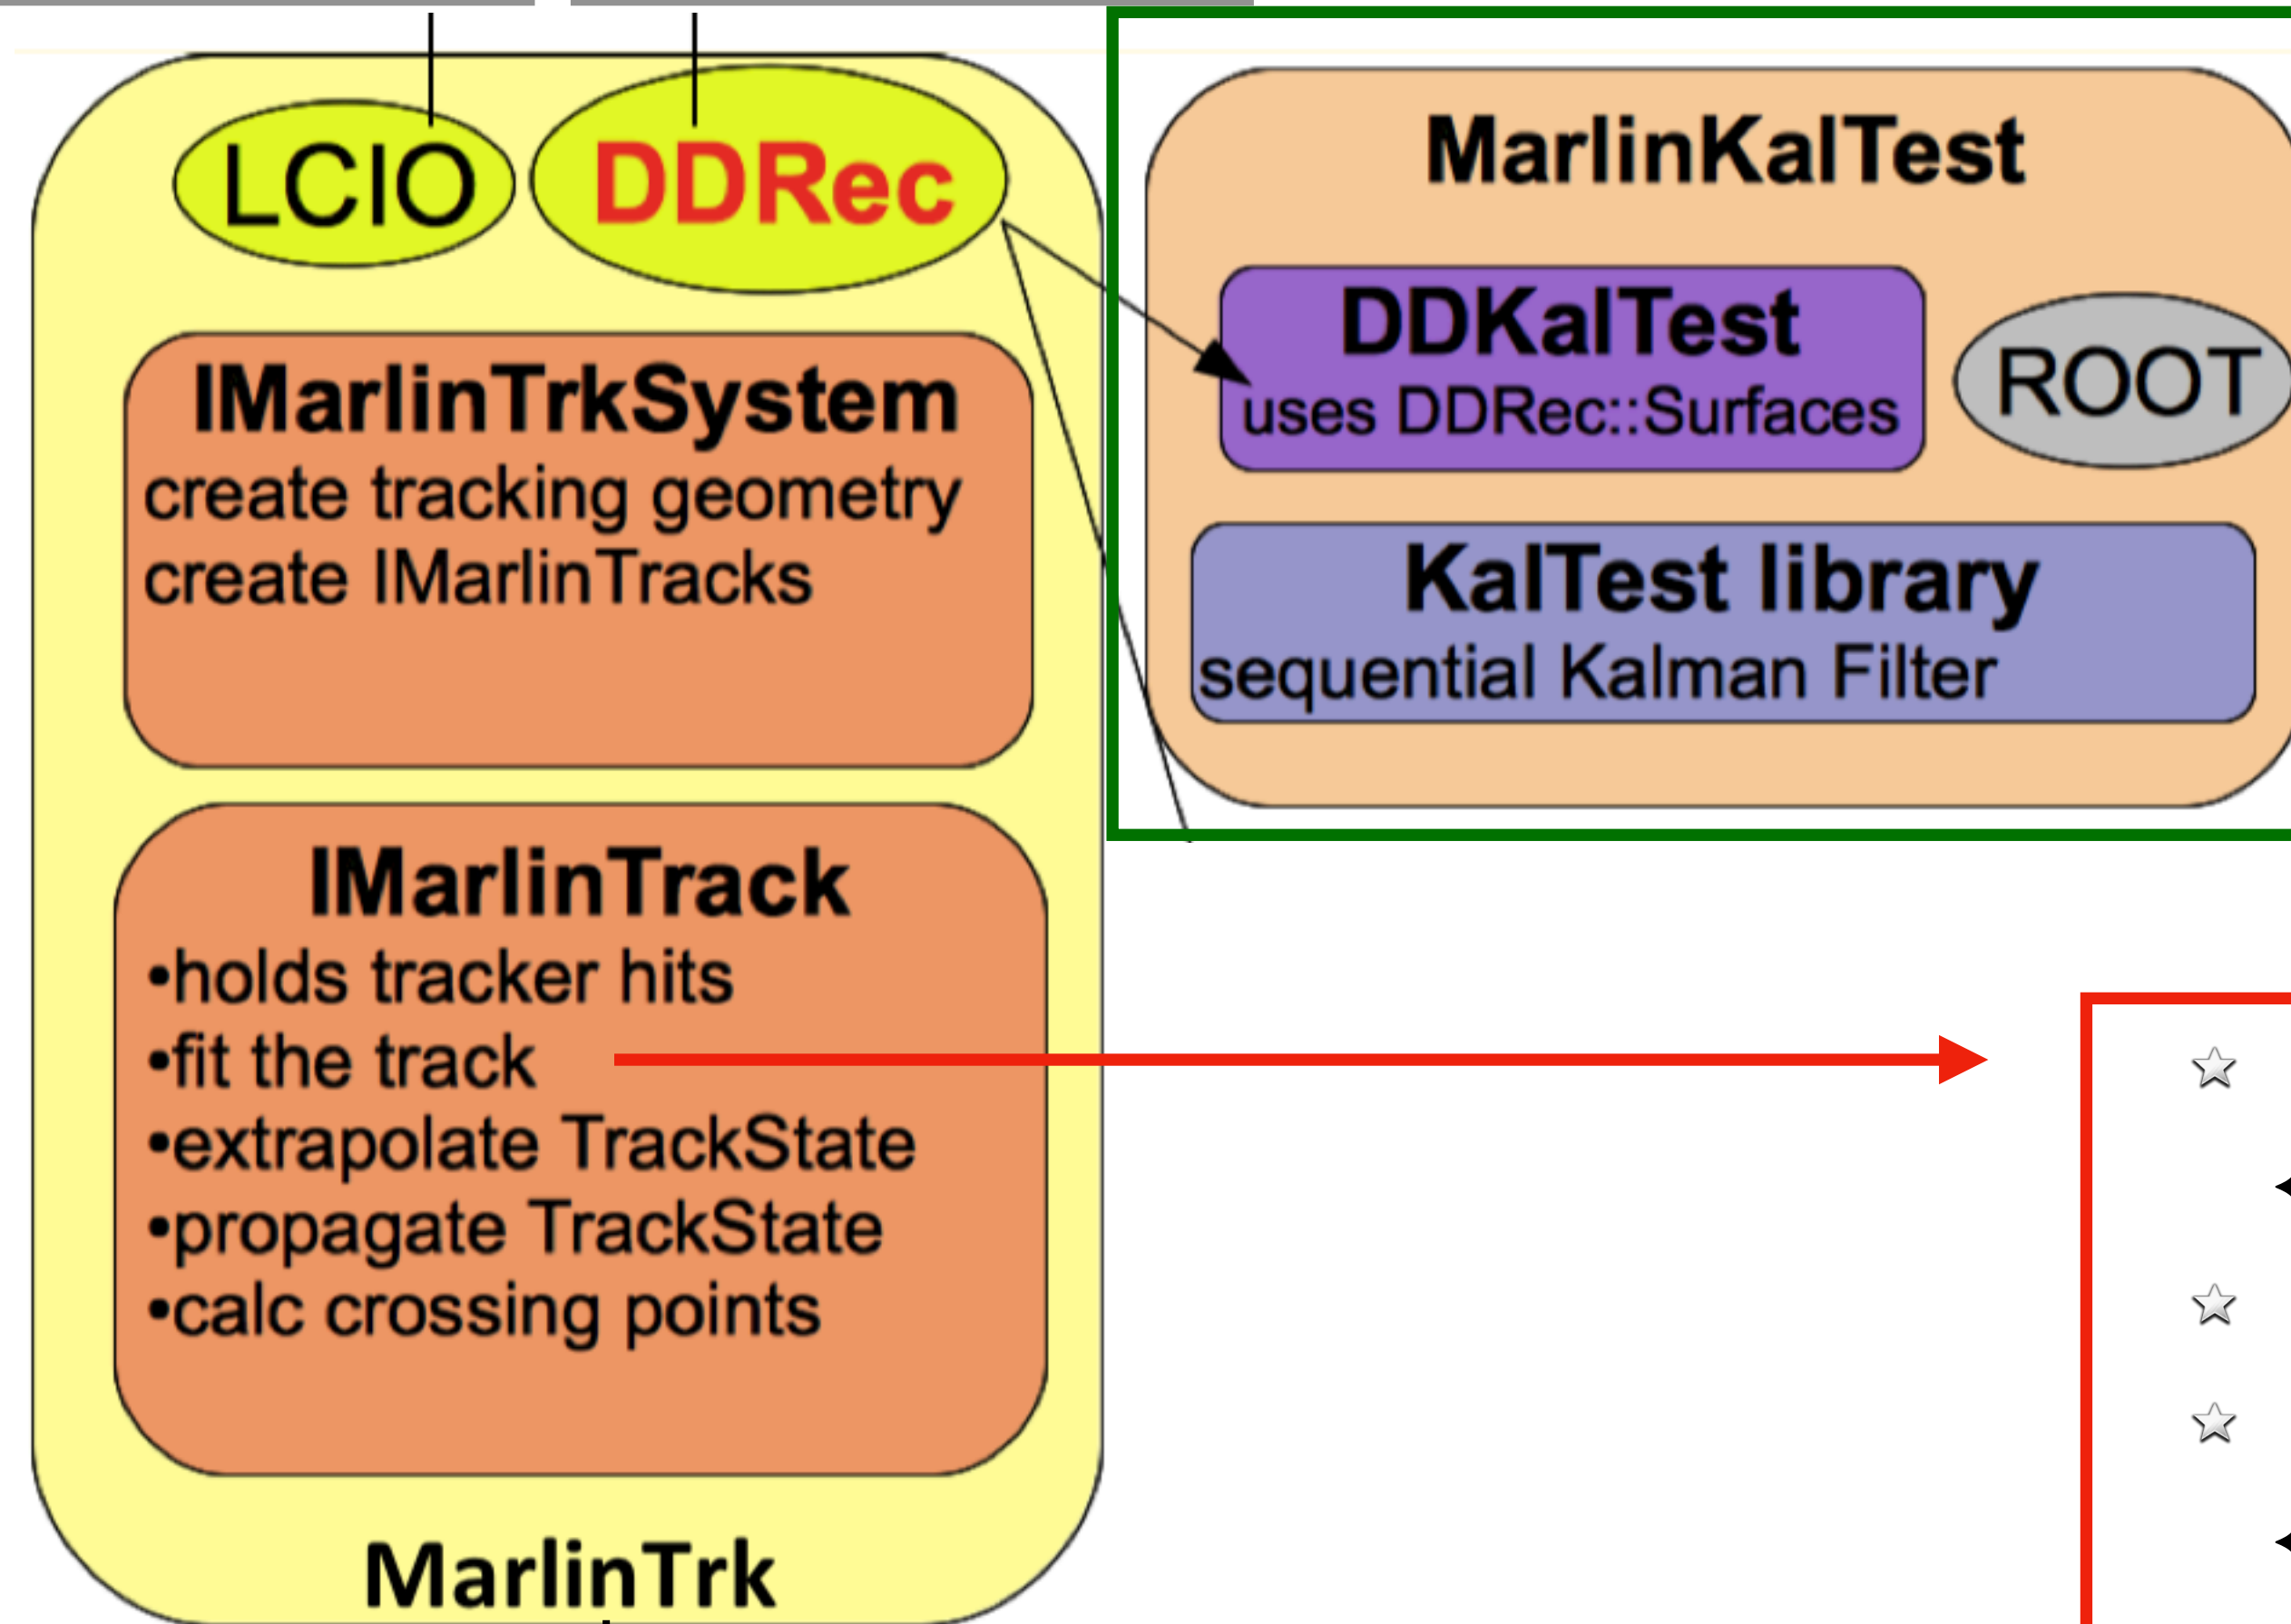 LCIO
DDRec
IMarlinTrkSystem
create tracking geometry
create IMarlinTracks
IMarlinTrack
•holds tracker hits
•fit the track
•extrapolate TrackState
•propagate TrackState
•calc crossing points
MarlinTrk
MarlinKalTest
DDKalTest
uses DDRec::Surfaces
ROOT
KalTest library
sequential Kalman Filter